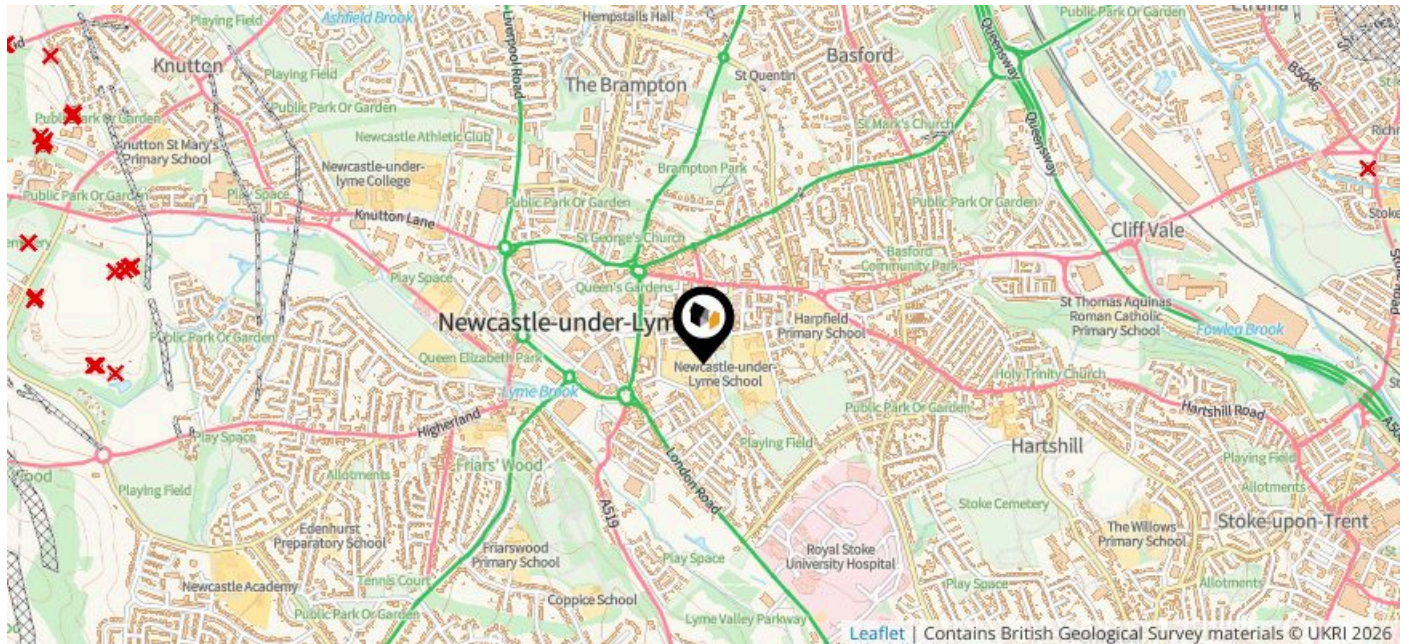 Playing Field
Ashfield Brook
Hempstalls Hall
Public Park Or Garden
Etruria
Liverpool Road
Queensway
Knutton
Playing Field
The Brampton
St Quentin
Basford
B5046
Public Park Or Garden
Public Park Or Garden
Newcastle Athletic Club
St Mark's Church
Queensway
Knutton St Mary's
Primary School
Newcastle-under-
lyme College
Brampton Park
Public Park Or Garden
Play Space
Public Park Or Garden
Public Park Or Garden
Knutton Lane
St George's Church
Cliff Vale
Stoke
Basford
Community Park
Play Space
Queen's Gardens
St Thomas Aquinas
Roman Catholic
Primary School
Fowlea Brook
Newcastle-under-Lym
Harpfield
Primary School
Public Park Or Garden
Queen Elizabeth Park
Newcastle-under-
Lyme School
Holy Trinity Church
Lyme Brook
Public Park Or Garden
Hartshill Road
Higherland
Play Space
Playing Field
Hartshill
Friars' Wood
Wood
Allotments
London Road
Playing Field
Playing Field
Allotments
A519
Stoke Cemetery
Stoke-upon-Trent
Edenhurst
Preparatory School
The Willows
Primary School
Friarswood
Primary School
Play Space
Royal Stoke
University Hospital
Newcastle Academy
Tennis Court
Play Space
Allotments
Coppice School
Public Park Or Garden
Lyme Valley Parkway
Leaflet | Contains British Geological Survey materials © UKRI 2026